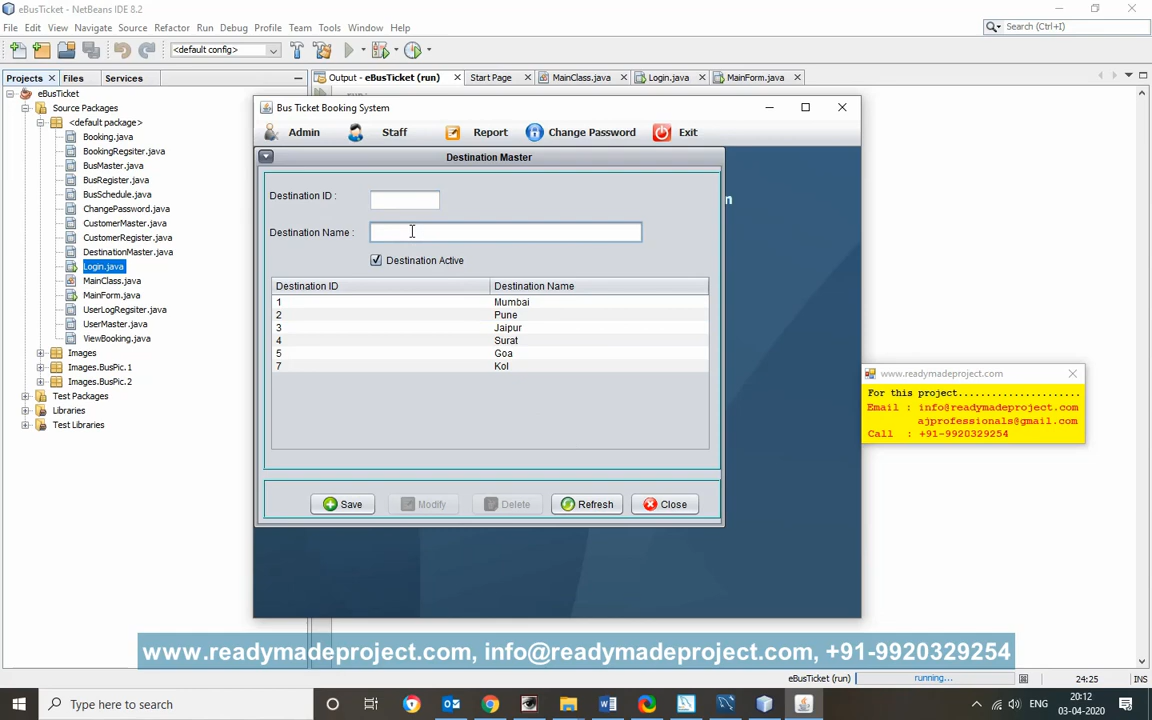 eBusTicket - NetBeans IDE 8.2
File Edit View Navigate Source Refactor Run Debug Profile Team Tools Window Help
Search (Ctrl+I)
<default config>
Projects Files Services
Output - eBusTicket (run) Start Page MainClass.java Login.java MainForm.java
eBusTicket
Source Packages
<default package>
Booking.java
BookingRegsiter.java
BusMaster.java
BusRegister.java
BusSchedule.java
ChangePassword.java
CustomerMaster.java
CustomerRegister.java
DestinationMaster.java
Login.java
MainClass.java
MainForm.java
UserLogRegsiter.java
UserMaster.java
ViewBooking.java
Images
Images.BusPic.1
Images.BusPic.2
Test Packages
Libraries
Test Libraries
Bus Ticket Booking System
Admin Staff Report Change Password Exit
Destination Master
Destination ID :
Destination Name :
Destination Active
Destination ID Destination Name
1 Mumbai
2 Pune
3 Jaipur
4 Surat
5 Goa
7 Kol
Save Modify Delete Refresh Close
www.readymadeproject.com
For this project.....................
Email : info@readymadeproject.com
ajprofessionals@gmail.com
Call : +91-9920329254
www.readymadeproject.com, info@readymadeproject.com, +91-9920329254
eBusTicket (run) running... 24:25 INS
Type here to search
ENG
20:12
03-04-2020